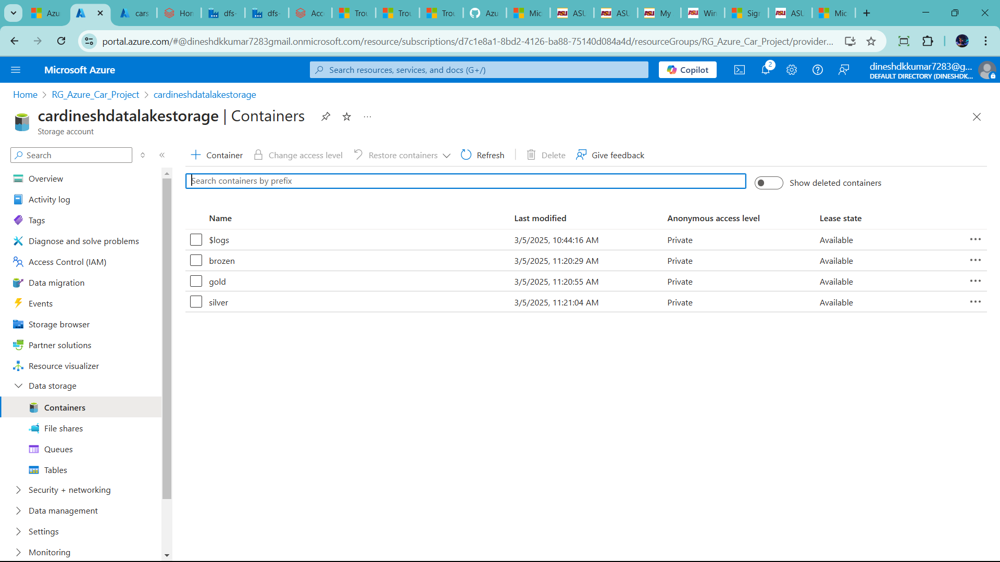 Azu
cars
Hon
dfs-
dfs-
Acc
Trou
Trou
Trou
Azu
Mic
ASU
ASU
My
Win
Sign
ASU
Mic
portal.azure.com/#@dineshdkkumar7283gmail.onmicrosoft.com/resource/subscriptions/d7c1e8a1-8bd2-4126-ba88-75140d084a4d/resourceGroups/RG_Azure_Car_Project/provider...
Microsoft Azure
Search resources, services, and docs (G+/)
Copilot
2
dineshdkkumar7283@g...
DEFAULT DIRECTORY (DINESHDK...
Home > RG_Azure_Car_Project > cardineshdatalakestorage
cardineshdatalakestorage | Containers
Storage account
Search
Overview
Activity log
Tags
Diagnose and solve problems
Access Control (IAM)
Data migration
Events
Storage browser
Partner solutions
Resource visualizer
Data storage
Containers
File shares
Queues
Tables
Security + networking
Data management
Settings
Monitoring
Container
Change access level
Restore containers
Refresh
Delete
Give feedback
Search containers by prefix
Show deleted containers
Name Last modified Anonymous access level Lease state
$logs 3/5/2025, 10:44:16 AM Private Available
brozen 3/5/2025, 11:20:29 AM Private Available
gold 3/5/2025, 11:20:55 AM Private Available
silver 3/5/2025, 11:21:04 AM Private Available